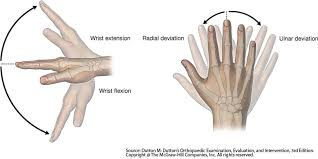 Wrist extension
Wrist flexion
Radial deviation
Ulnar deviation
Source: Dutton M: Dutton's Orthopaedic Examination, Evaluation, and Intervention, 3rd Edition:
Copyright © The McGraw-Hill Companies, Inc. All rights reserved.